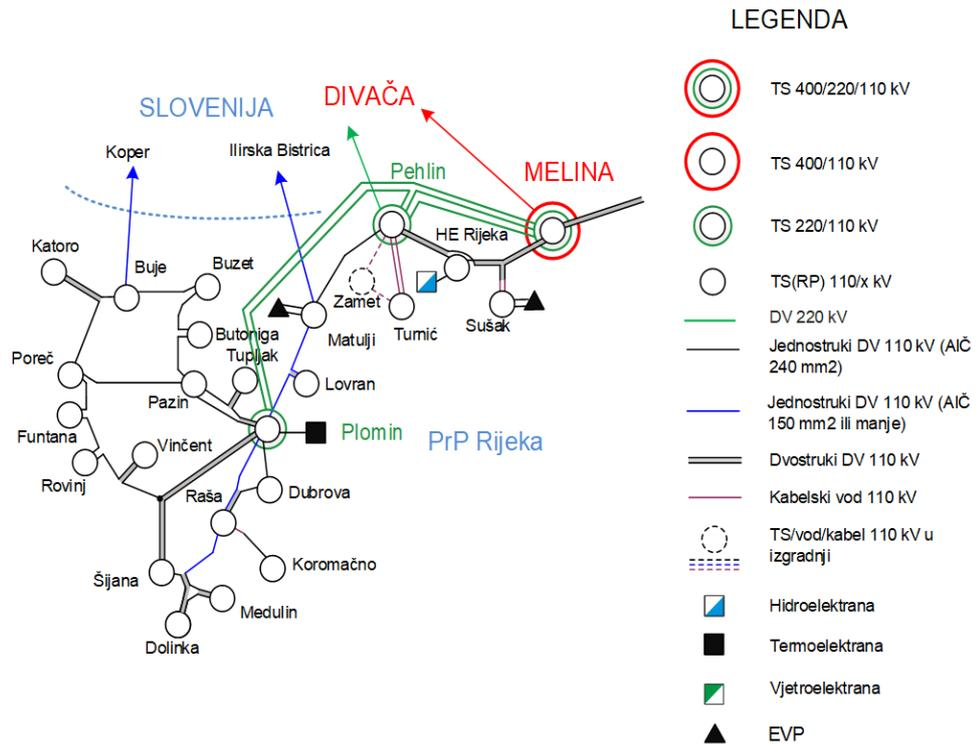 LEGENDA
DIVAČA
SLOVENIJA
TS 400/220/110 kV
Koper
Ilirska Bistrica
Pehlin
MELINA
TS 400/110 kV
TS 220/110 kV
Katoro
Buje
Buzet
HE Rijeka
TS(RP) 110/x kV
Zamet
Turnić
Sušak
DV 220 kV
Butoniga
Matulji
Jednostruki DV 110 kV (AIČ
240 mm2)
Poreč
Tupljak
Pazin
Lovran
Jednostruki DV 110 kV (AIČ
150 mm2 ili manje)
Funtana
Vinčent
Plomin
PrP Rijeka
Dvostruki DV 110 kV
Rovinj
Raša
Dubrova
Kabelski vod 110 kV
TS/vod/kabel 110 kV u
izgradnji
Koromačno
Šijana
Medulin
Dolinka
Hidroelektrana
Termoelektrana
Vjetroelektrana
EVP